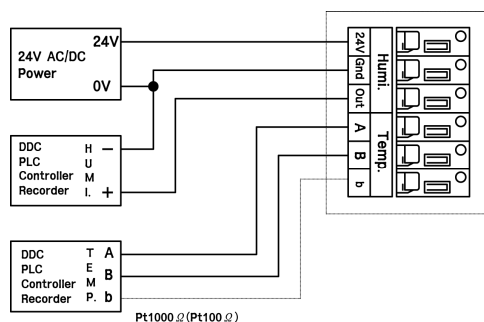 24V AC/DC
Power
24V
0V
DDC
PLC
Controller
Recorder
H
U
M
I.
−
+
DDC
PLC
Controller
Recorder
T
E
M
P.
A
B
b
24V
Gnd
Out
A
B
b
Humi.
Temp.
Pt1000Ω(Pt100Ω)